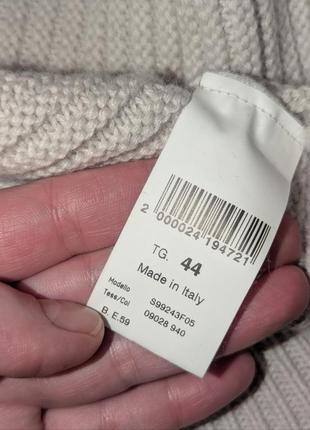 2 000024 194721
TG. 44
Made in Italy
Modello S99243F05
Tess/Col 09028 940
B. E.59